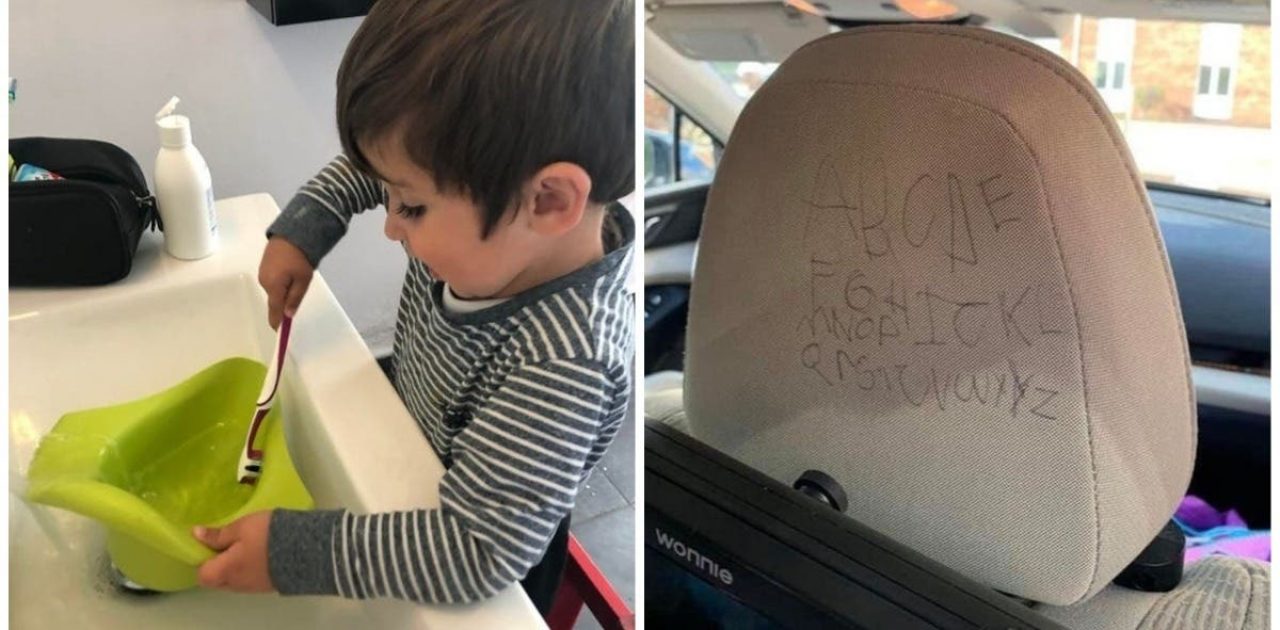 ABCDE
FGHIJKL
MNOP
QRSTUVWXYZ
wonnie